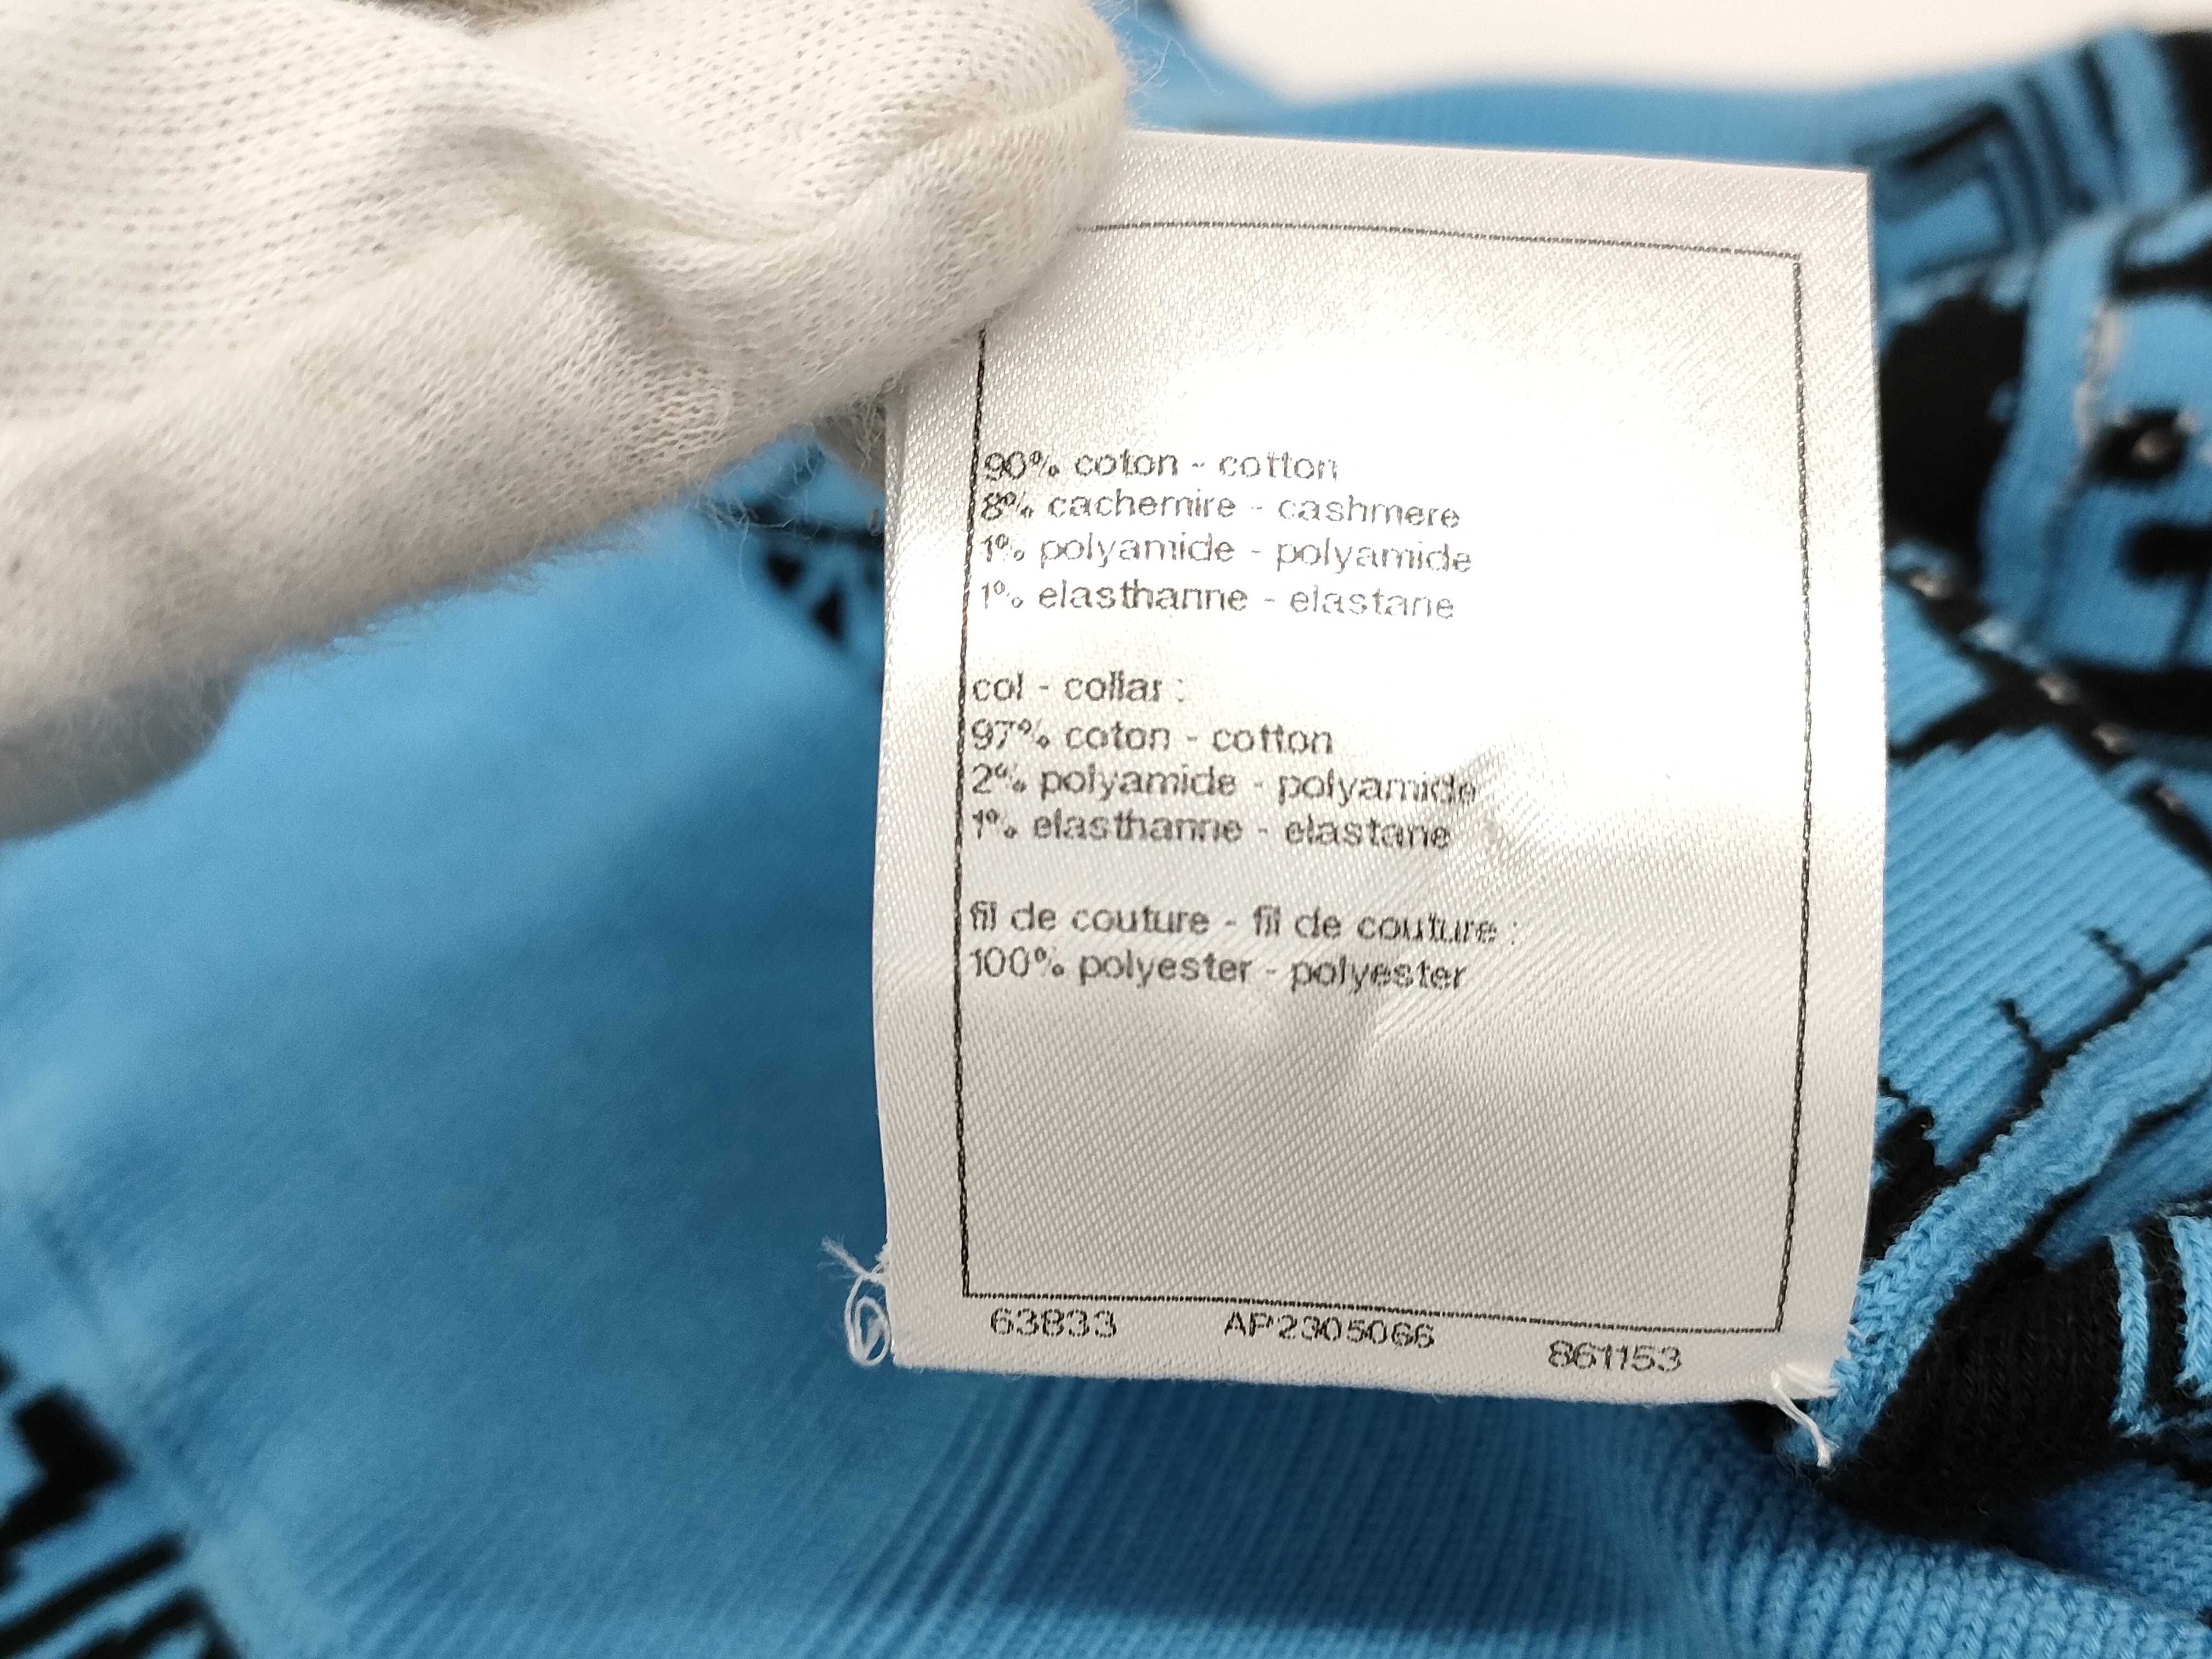 90% coton - cotton
8% cachemire - cashmere
1% polyamide - polyamide
1% elasthanne - elastane
col - collar :
97% coton - cotton
2% polyamide - polyamide
1% elasthanne - elastane
fil de couture - fil de couture :
100% polyester - polyester
63833 AP2305066 861153